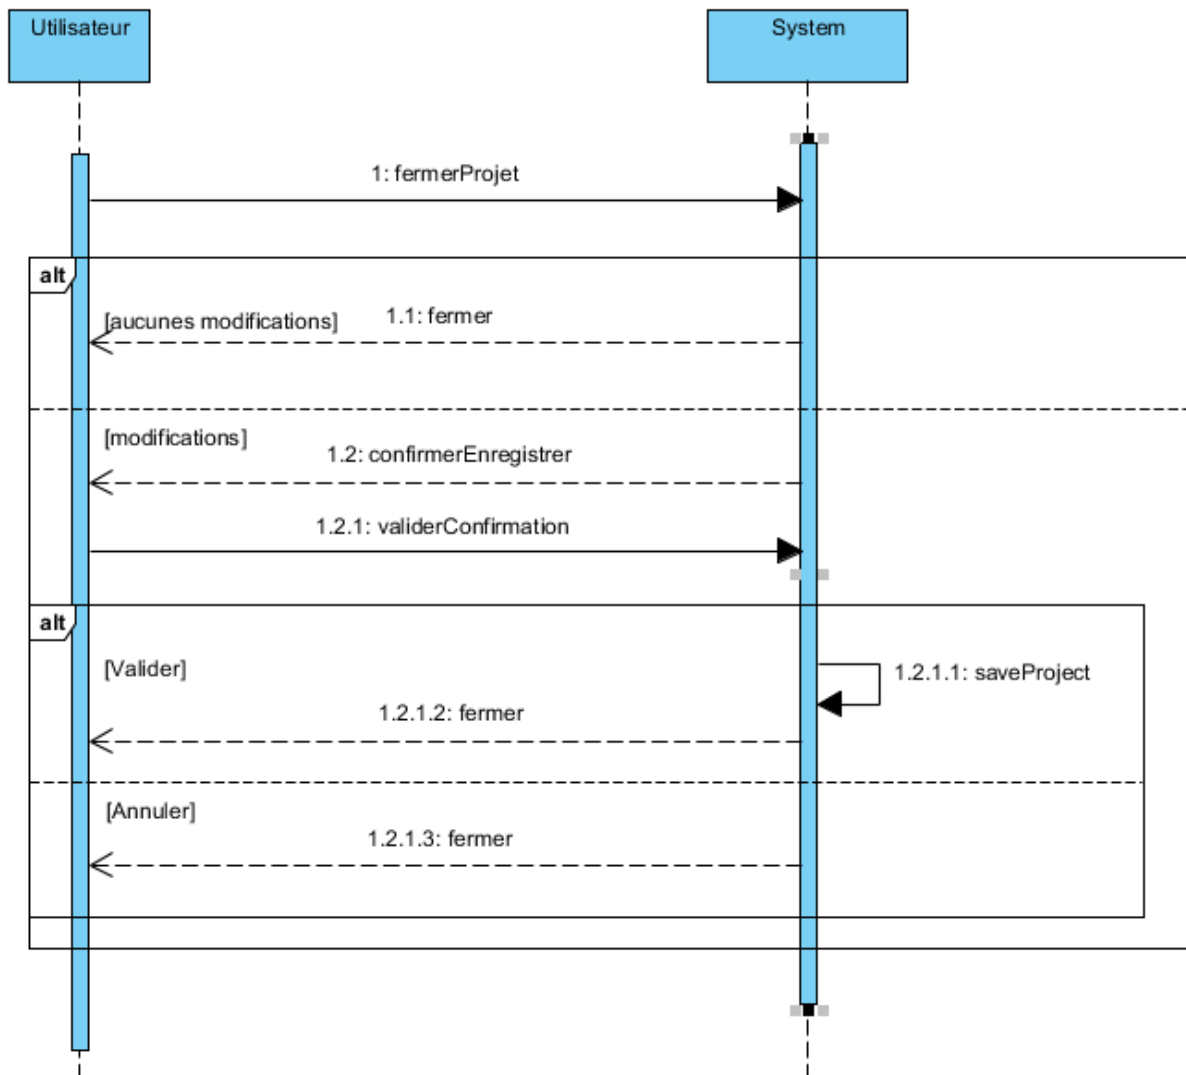 Utilisateur
System
1: fermerProjet
alt
[aucunes modifications]
1.1: fermer
[modifications]
1.2: confirmerEnregistrer
1.2.1: validerConfirmation
alt
[Valider]
1.2.1.1: saveProject
1.2.1.2: fermer
[Annuler]
1.2.1.3: fermer